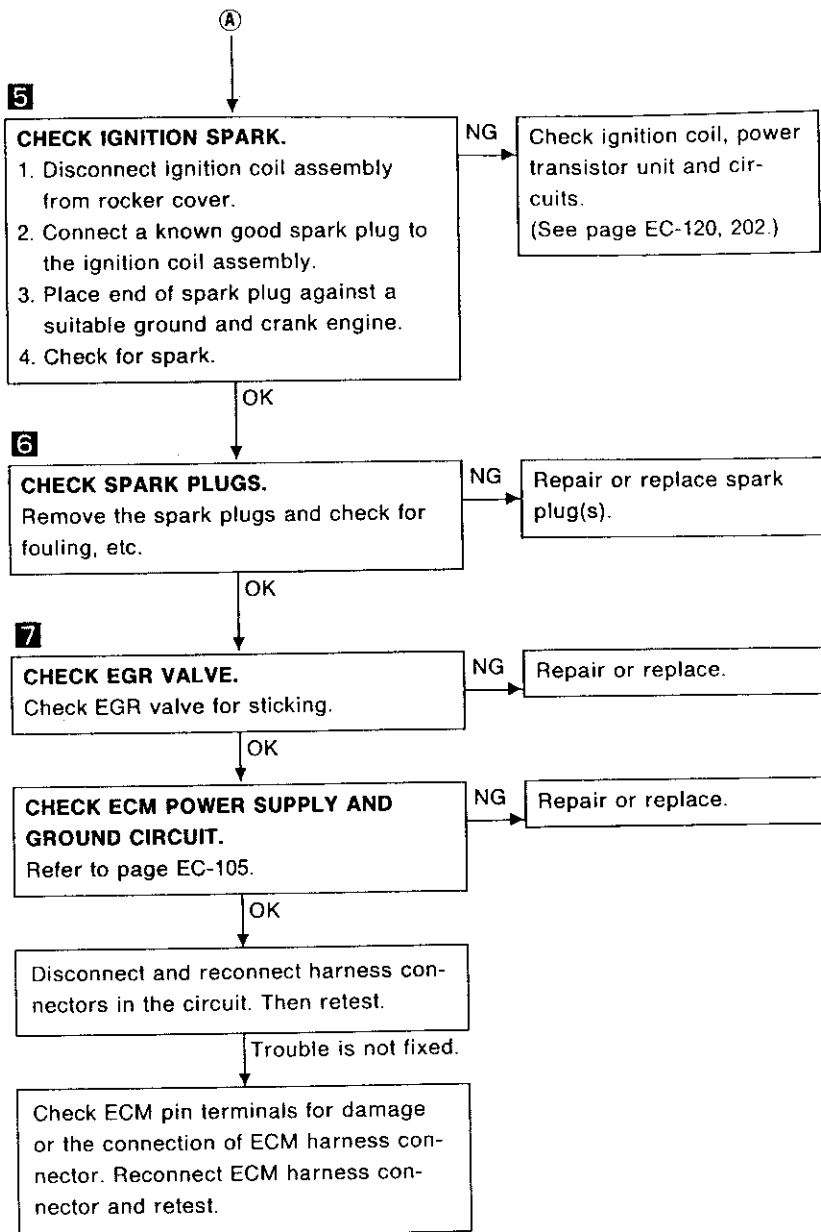 A
5
CHECK IGNITION SPARK.
1. Disconnect ignition coil assembly
from rocker cover.
2. Connect a known good spark plug to
the ignition coil assembly.
3. Place end of spark plug against a
suitable ground and crank engine.
4. Check for spark.
NG
Check ignition coil, power
transistor unit and cir-
cuits.
(See page EC-120, 202.)
OK
6
CHECK SPARK PLUGS.
Remove the spark plugs and check for
fouling, etc.
NG
Repair or replace spark
plug(s).
OK
7
CHECK EGR VALVE.
Check EGR valve for sticking.
NG
Repair or replace.
OK
CHECK ECM POWER SUPPLY AND
GROUND CIRCUIT.
Refer to page EC-105.
NG
Repair or replace.
OK
Disconnect and reconnect harness con-
nectors in the circuit. Then retest.
Trouble is not fixed.
Check ECM pin terminals for damage
or the connection of ECM harness con-
nector. Reconnect ECM harness con-
nector and retest.